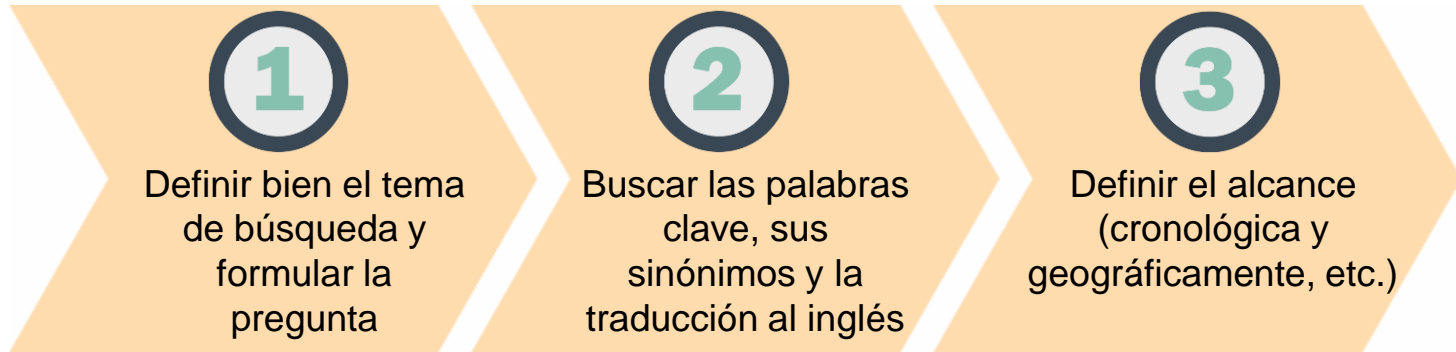 1
Definir bien el tema
de búsqueda y
formular la
pregunta
2
Buscar las palabras
clave, sus
sinónimos y la
traducción al inglés
3
Definir el alcance
(cronológica y
geográficamente, etc.)